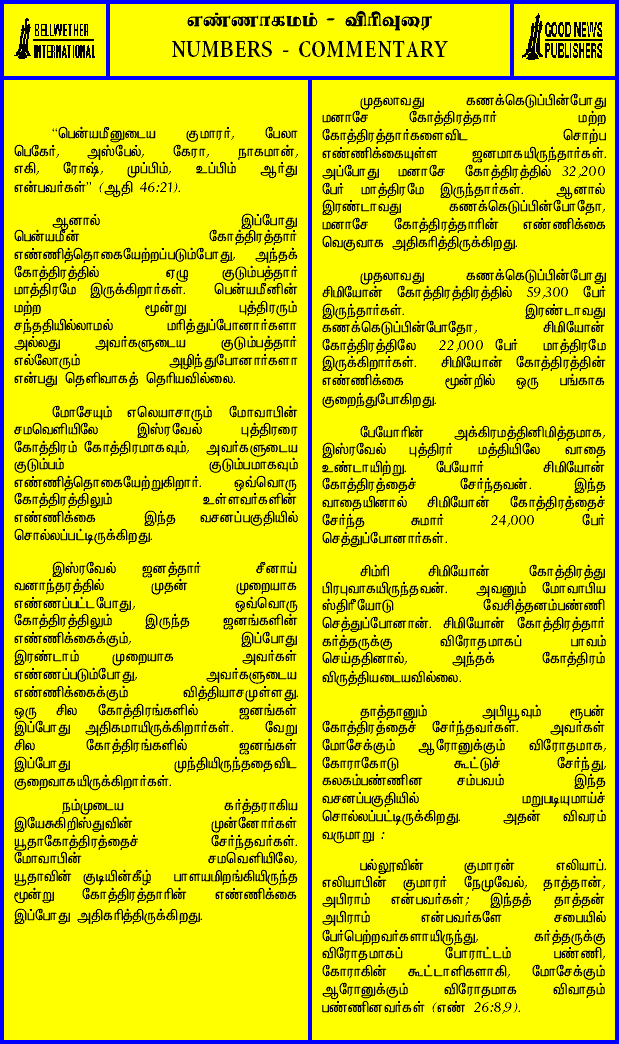 BELLWETHER
INTERNATIONAL
எண்ணாகமம் - விரிவுரை
NUMBERS - COMMENTARY
GOOD NEWS
PUBLISHERS
“பென்யமீனுடைய குமாரர், பேலா
பெகேர், அஸ்பேல், கேரா, நாகமான்,
எகி, ரோஷ், முப்பிம், உப்பிம் ஆர்து
என்பவர்கள்” (ஆதி 46:21).
ஆனால் இப்போது
பென்யமீன் கோத்திரத்தார்
எண்ணித்தொகையேற்றப்படும்போது, அந்தக்
கோத்திரத்தில் ஏழு குடும்பத்தார்
மாத்திரமே இருக்கிறார்கள். பென்யமீனின்
மற்ற மூன்று புத்திரரும்
சந்ததியில்லாமல் மரித்துப்போனார்களா
அல்லது அவர்களுடைய குடும்பத்தார்
எல்லோரும் அழிந்துபோனார்களா
என்பது தெளிவாகத் தெரியவில்லை.
மோசேயும் எலெயாசாரும் மோவாபின்
சமவெளியிலே இஸ்ரவேல் புத்திரரை
கோத்திரம் கோத்திரமாகவும், அவர்களுடைய
குடும்பம் குடும்பமாகவும்
எண்ணித்தொகையேற்றுகிறார். ஒவ்வொரு
கோத்திரத்திலும் உள்ளவர்களின்
எண்ணிக்கை இந்த வசனப்பகுதியில்
சொல்லப்பட்டிருக்கிறது.
இஸ்ரவேல் ஜனத்தார் சீனாய்
வனாந்தரத்தில் முதன் முறையாக
எண்ணப்பட்டபோது, ஒவ்வொரு
கோத்திரத்திலும் இருந்த ஜனங்களின்
எண்ணிக்கைக்கும், இப்போது
இரண்டாம் முறையாக அவர்கள்
எண்ணப்படும்போது, அவர்களுடைய
எண்ணிக்கைக்கும் வித்தியாசமுள்ளது.
ஒரு சில கோத்திரங்களில் ஜனங்கள்
இப்போது அதிகமாயிருக்கிறார்கள். வேறு
சில கோத்திரங்களில் ஜனங்கள்
இப்போது முந்தியிருந்ததைவிட
குறைவாகயிருக்கிறார்கள்.
நம்முடைய கர்த்தராகிய
இயேசுகிறிஸ்துவின் முன்னோர்கள்
யூதாகோத்திரத்தைச் சேர்ந்தவர்கள்.
மோவாபின் சமவெளியிலே,
யூதாவின் குடியின்கீழ் பாளயமிறங்கியிருந்த
மூன்று கோத்திரத்தாரின் எண்ணிக்கை
இப்போது அதிகரித்திருக்கிறது.
முதலாவது கணக்கெடுப்பின்போது
மனாசே கோத்திரத்தார் மற்ற
கோத்திரத்தார்களைவிட சொற்ப
எண்ணிக்கையுள்ள ஜனமாகயிருந்தார்கள்.
அப்போது மனாசே கோத்திரத்தில் 32,200
பேர் மாத்திரமே இருந்தார்கள். ஆனால்
இரண்டாவது கணக்கெடுப்பின்போதோ,
மனாசே கோத்திரத்தாரின் எண்ணிக்கை
வெகுவாக அதிகரித்திருக்கிறது.
முதலாவது கணக்கெடுப்பின்போது
சிமியோன் கோத்திரத்திரத்தில் 59,300 பேர்
இருந்தார்கள். இரண்டாவது
கணக்கெடுப்பின்போதோ, சிமியோன்
கோத்திரத்திலே 22,000 பேர் மாத்திரமே
இருக்கிறார்கள். சிமியோன் கோத்திரத்தின்
எண்ணிக்கை மூன்றில் ஒரு பங்காக
குறைந்துபோகிறது.
பேயோரின் அக்கிரமத்தினிமித்தமாக,
இஸ்ரவேல் புத்திரர் மத்தியிலே வாதை
உண்டாயிற்று. பேயோர் சிமியோன்
கோத்திரத்தைச் சேர்ந்தவன். இந்த
வாதையினால் சிமியோன் கோத்திரத்தைச்
சேர்ந்த சுமார் 24,000 பேர்
செத்துப்போனார்கள்.
சிம்ரி சிமியோன் கோத்திரத்து
பிரபுவாகயிருந்தவன். அவனும் மோவாபிய
ஸ்திரீயோடு வேசித்தனம்பண்ணி
செத்துப்போனான். சிமியோன் கோத்திரத்தார்
கர்த்தருக்கு விரோதமாகப் பாவம்
செய்ததினால், அந்தக் கோத்திரம்
விருத்தியடையவில்லை.
தாத்தானும் அபியூவும் ரூபன்
கோத்திரத்தைச் சேர்ந்தவர்கள். அவர்கள்
மோசேக்கும் ஆரோனுக்கும் விரோதமாக,
கோராகோடு கூட்டுச் சேர்ந்து,
கலகம்பண்ணின சம்பவம் இந்த
வசனப்பகுதியில் மறுபடியுமாய்ச்
சொல்லப்பட்டிருக்கிறது. அதன் விவரம்
வருமாறு :
பல்லூவின் குமாரன் எலியாப்.
எலியாபின் குமாரர் நேமுவேல், தாத்தான்,
அபிராம் என்பவர்கள்; இந்தத் தாத்தன்
அபிராம் என்பவர்களே சபையில்
பேர்பெற்றவர்களாயிருந்து, கர்த்தருக்கு
விரோதமாகப் போராட்டம் பண்ணி,
கோராகின் கூட்டாளிகளாகி, மோசேக்கும்
ஆரோனுக்கும் விரோதமாக விவாதம்
பண்ணினவர்கள் (எண் 26:8,9).